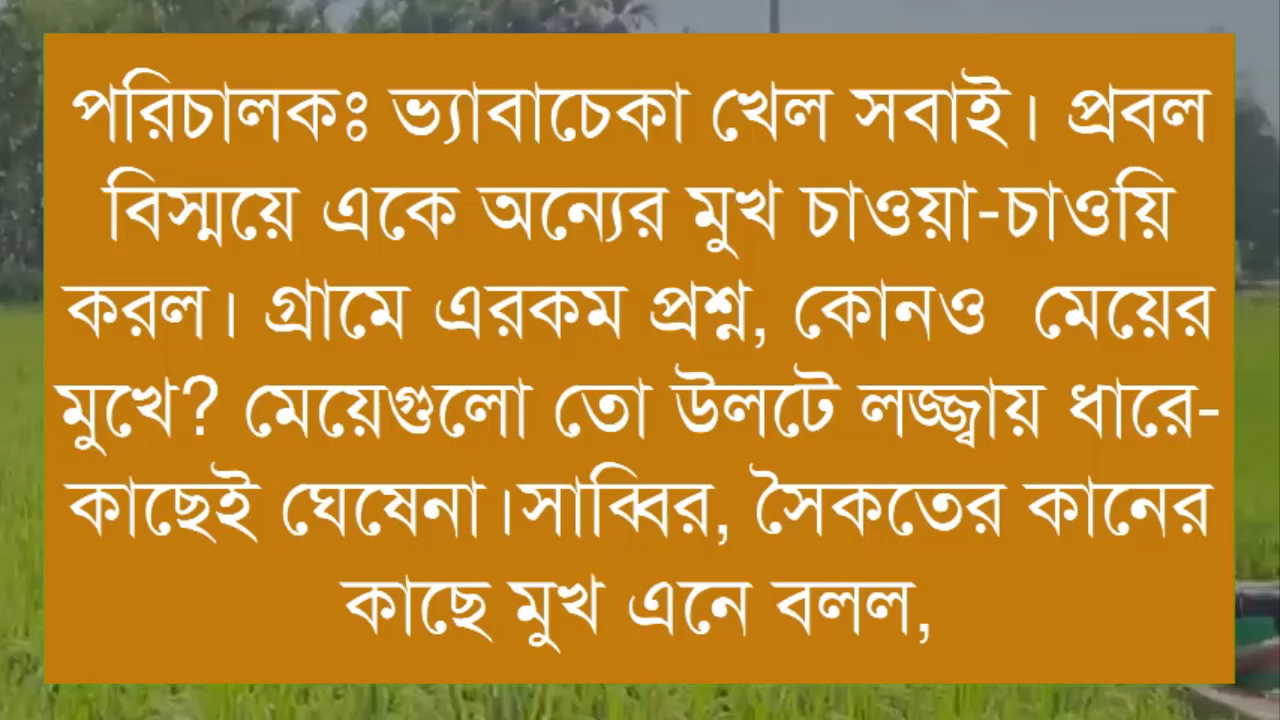 পরিচালকঃ ভ্যাবাচেকা খেল সবাই। প্রবল
বিস্ময়ে একে অন্যের মুখ চাওয়া-চাওয়ি
করল। গ্রামে এরকম প্রশ্ন, কোনও  মেয়ের
মুখে? মেয়েগুলো তো উলটে লজ্জ্বায় ধারে-
কাছেই ঘেষেনা।সাব্বির, সৈকতের কানের
কাছে মুখ এনে বলল,